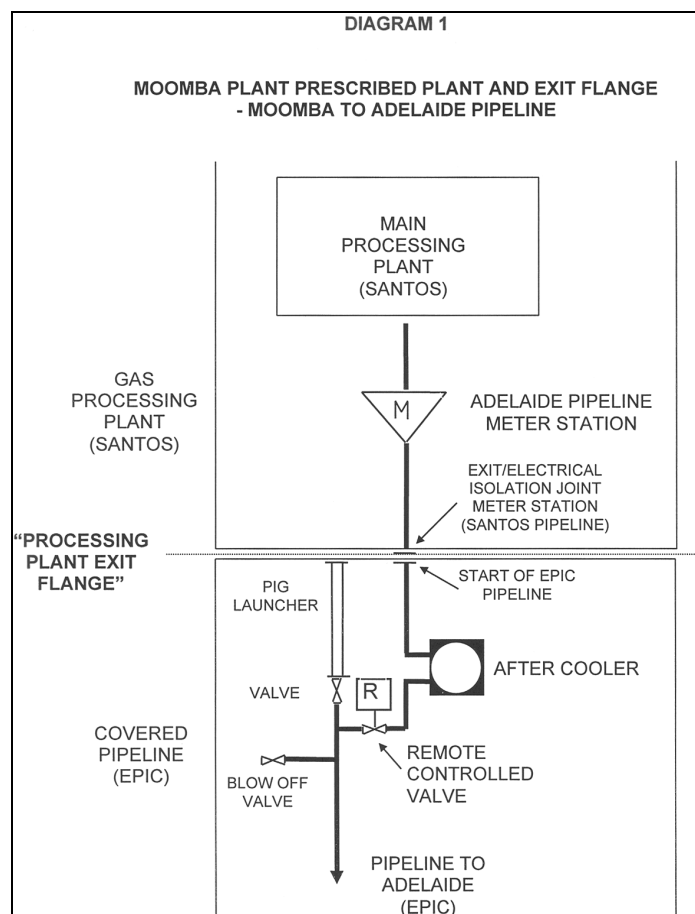 DIAGRAM 1
MOOMBA PLANT PRESCRIBED PLANT AND EXIT FLANGE
- MOOMBA TO ADELAIDE PIPELINE
MAIN
PROCESSING
PLANT
(SANTOS)
GAS
PROCESSING
PLANT
(SANTOS)
M
ADELAIDE PIPELINE
METER STATION
EXIT/ELECTRICAL
ISOLATION JOINT
METER STATION
(SANTOS PIPELINE)
“PROCESSING
PLANT EXIT
FLANGE”
PIG
LAUNCHER
START OF EPIC
PIPELINE
AFTER COOLER
VALVE
R
COVERED
PIPELINE
(EPIC)
BLOW OFF
VALVE
REMOTE
CONTROLLED
VALVE
PIPELINE TO
ADELAIDE
(EPIC)